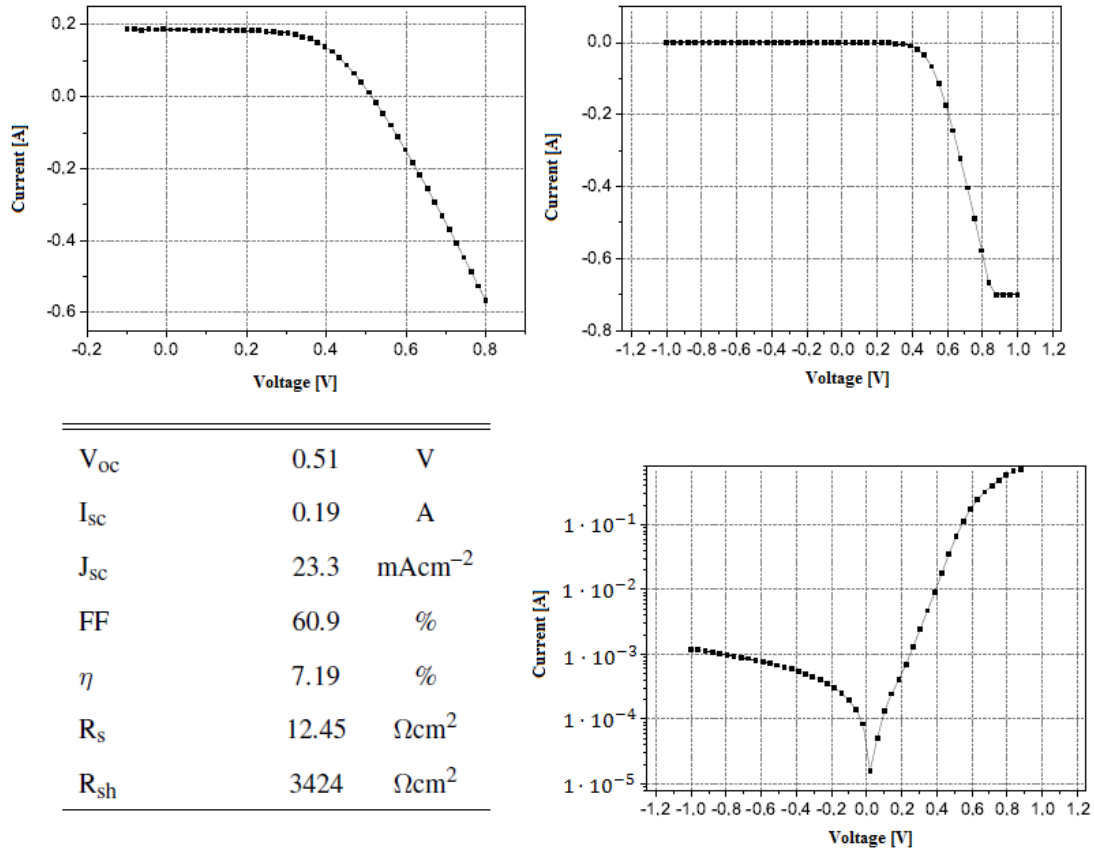 0.2
0.0
-0.2
-0.4
-0.6
Current [A]
-0.2 0.0 0.2 0.4 0.6 0.8
Voltage [V]
0.0
-0.2
-0.4
-0.6
-0.8
Current [A]
-1.2 -1.0 -0.8 -0.6 -0.4 -0.2 0.0 0.2 0.4 0.6 0.8 1.0 1.2
Voltage [V]
V_oc 0.51 V
I_sc 0.19 A
J_sc 23.3 mAcm⁻²
FF 60.9 %
η 7.19 %
R_s 12.45 Ωcm²
R_sh 3424 Ωcm²
1 · 10⁻¹
1 · 10⁻²
1 · 10⁻³
1 · 10⁻⁴
1 · 10⁻⁵
Current [A]
-1,2 -1,0 -0,8 -0,6 -0,4 -0,2 0,0 0,2 0,4 0,6 0,8 1,0 1,2
Voltage [V]